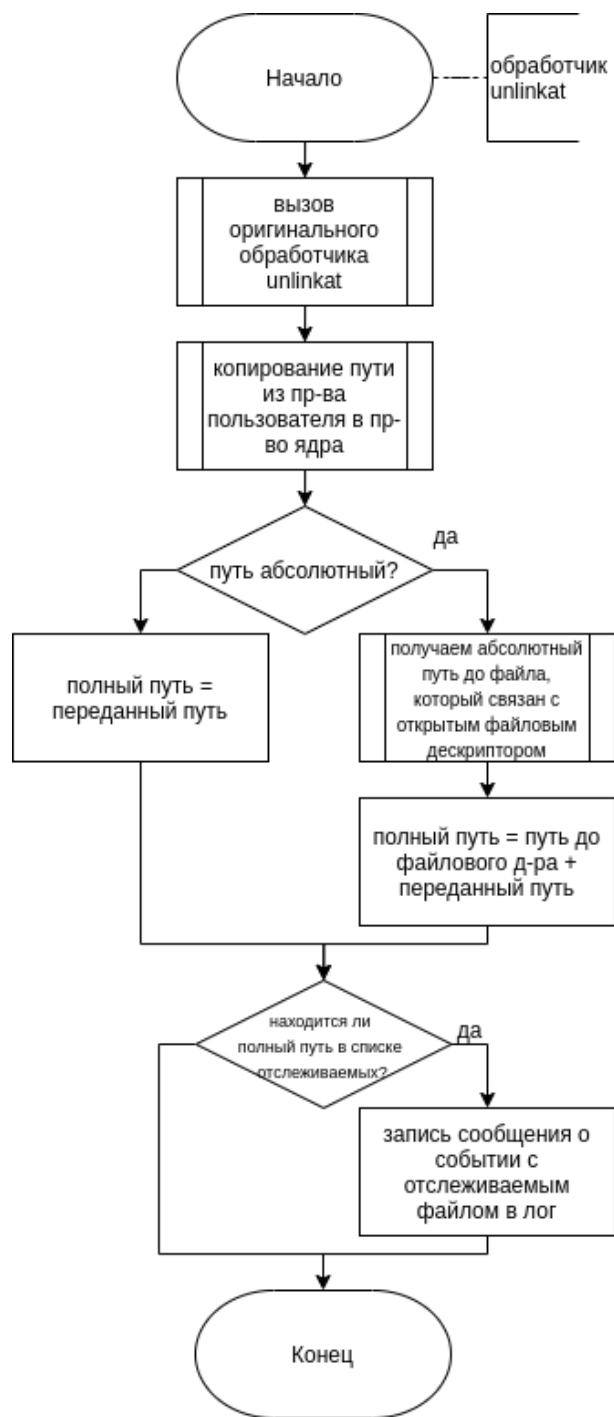 Начало
обработчик
unlinkat
вызов
оригинального
обработчика
unlinkat
копирование пути
из пр-ва
пользователя в пр-
во ядра
путь абсолютный?
да
полный путь =
переданный путь
получаем абсолютный
путь до файла,
который связан с
открытым файловым
дескриптором
полный путь = путь до
файлового д-ра +
переданный путь
находится ли
полный путь в списке
отслеживаемых?
да
запись сообщения о
событии с
отслеживаемым
файлом в лог
Конец